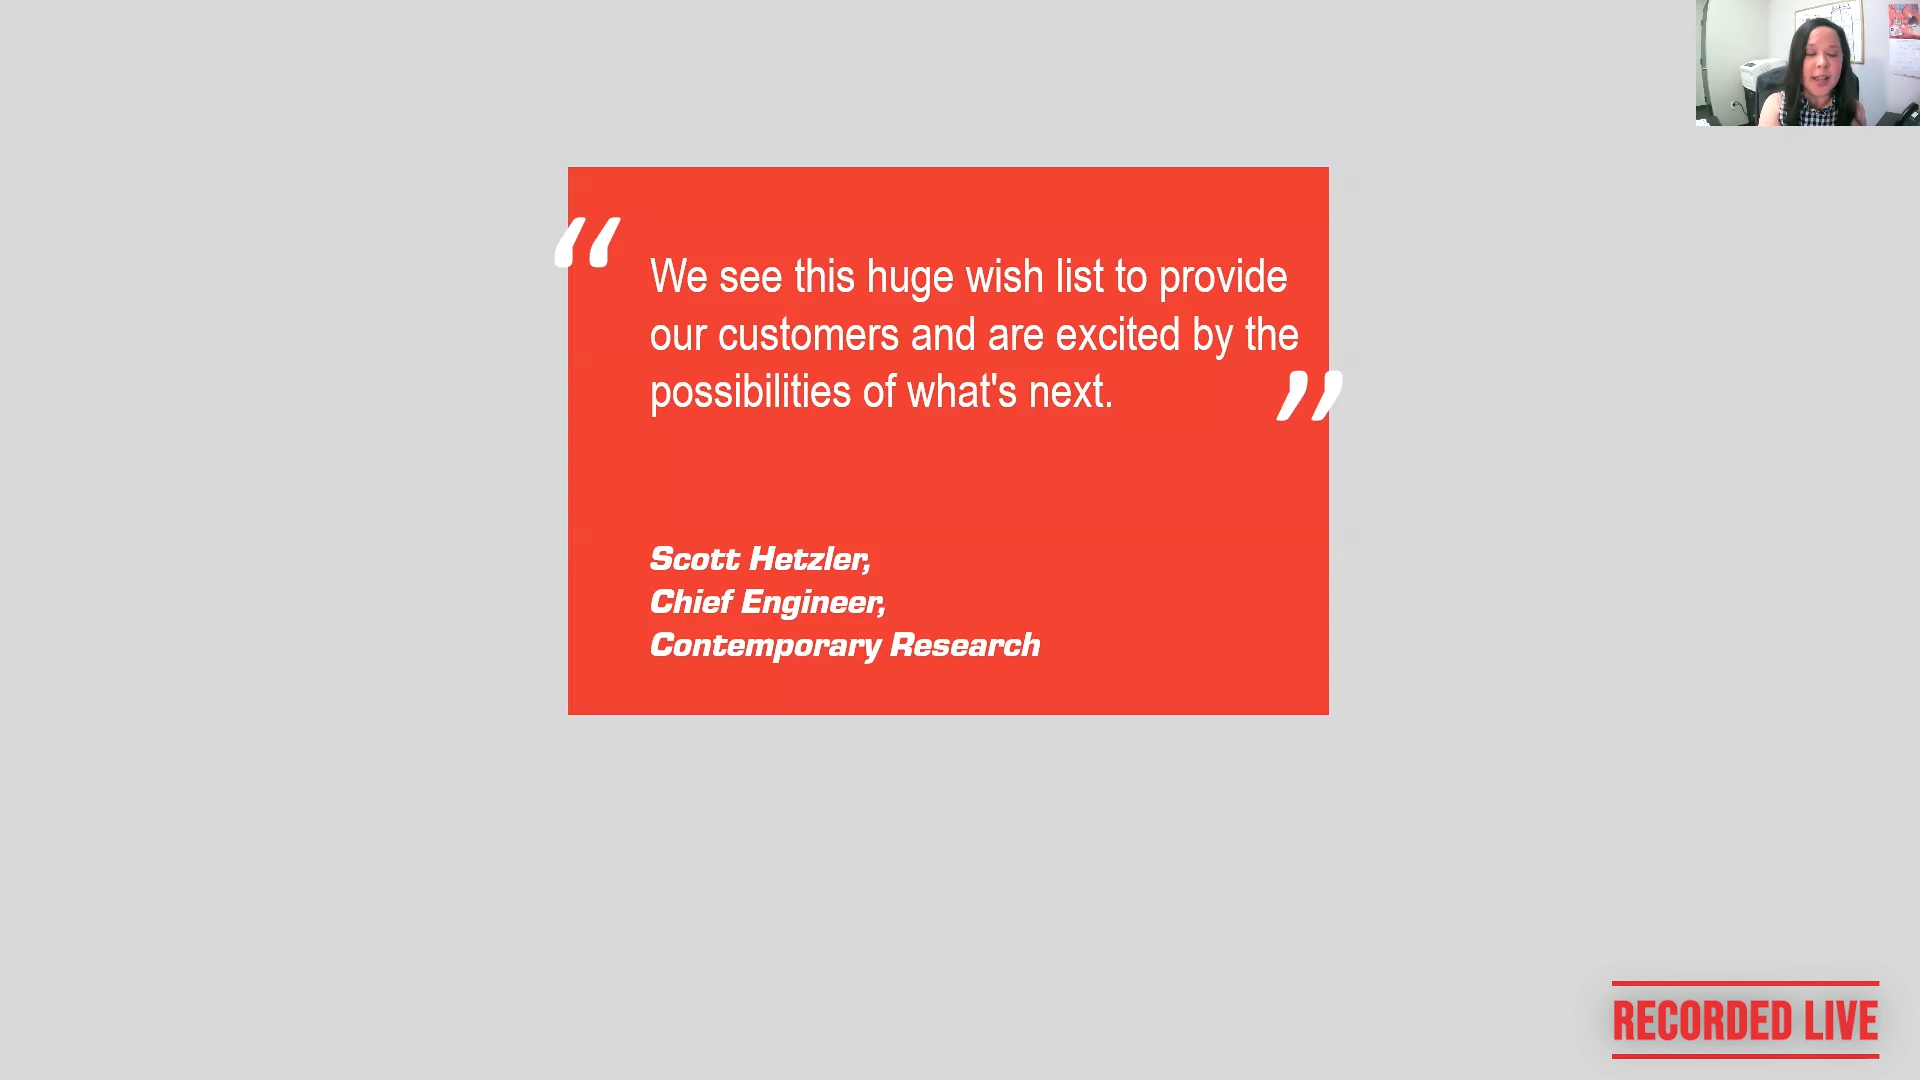 “
We see this huge wish list to provide
our customers and are excited by the
possibilities of what's next.
”
Scott Hetzler,
Chief Engineer,
Contemporary Research
RECORDED LIVE